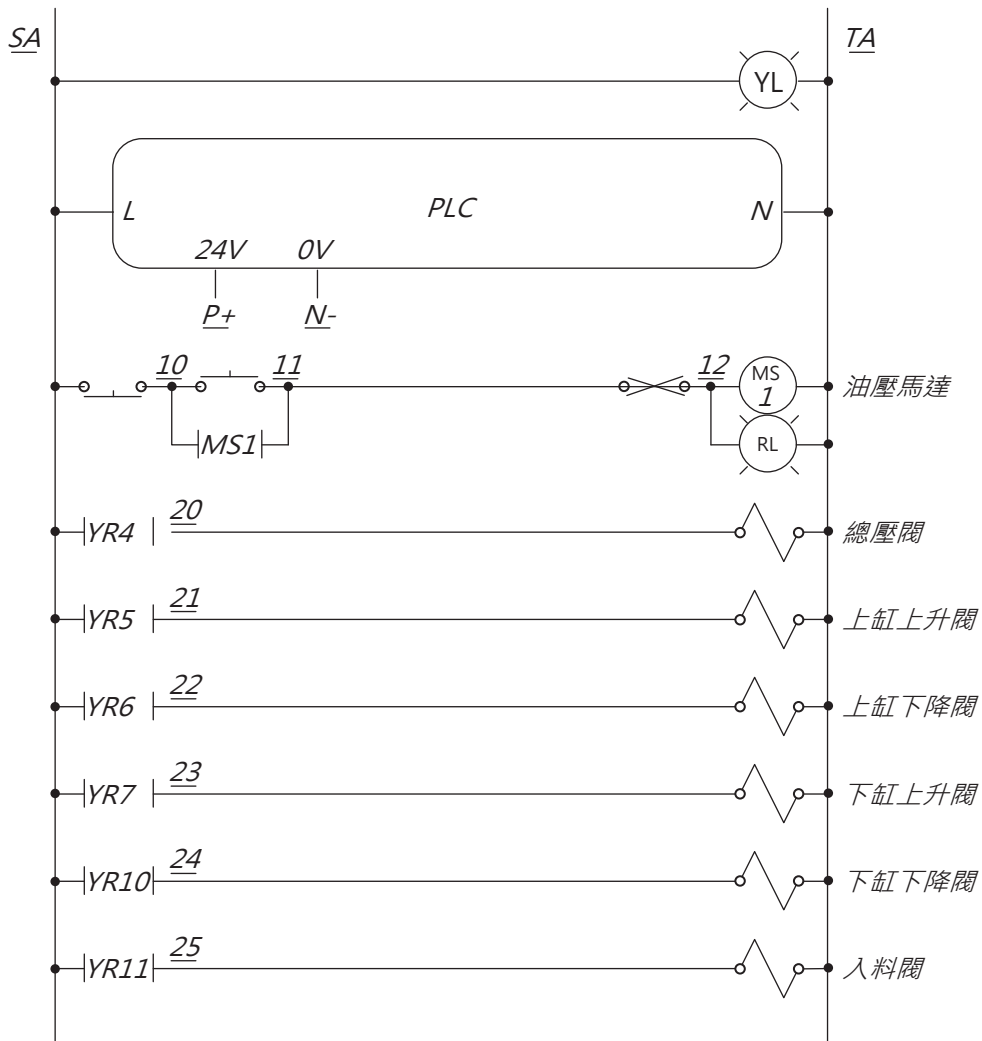 SA
TA
YL
L
PLC
N
24V
0V
P+
N-
10
11
12
MS
1
油壓馬達
MS1
RL
20
YR4
總壓閥
21
YR5
上缸上升閥
22
YR6
上缸下降閥
23
YR7
下缸上升閥
24
YR10
下缸下降閥
25
YR11
入料閥